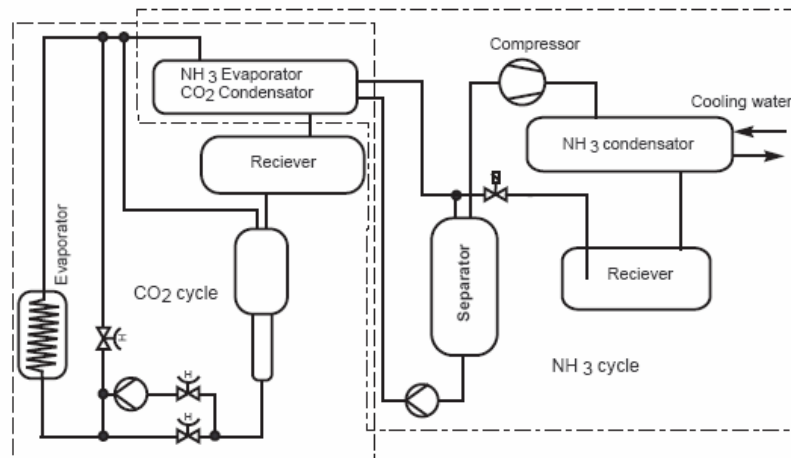 Compressor
NH 3 Evaporator
CO2 Condensator
Cooling water
NH 3 condensator
Reciever
Evaporator
Separator
Reciever
CO2 cycle
H
H
H
NH 3 cycle